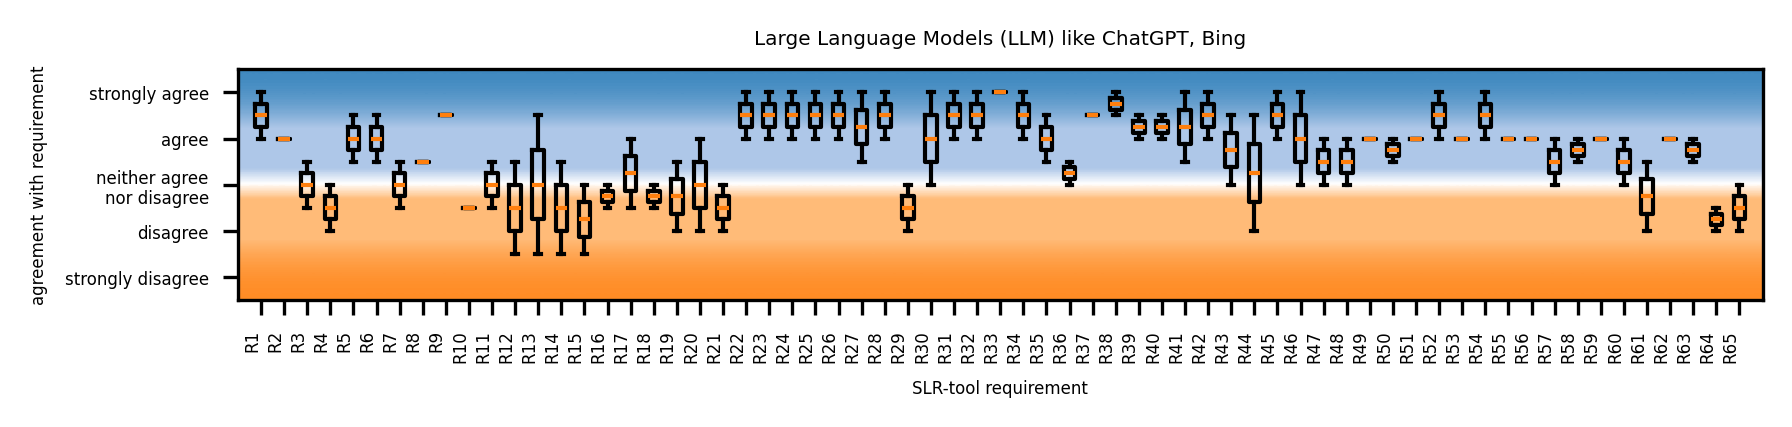 Large Language Models (LLM) like ChatGPT, Bing
agreement with requirement
strongly agree
agree
neither agree
nor disagree
disagree
strongly disagree
R1
R2
R3
R4
R5
R6
R7
R8
R9
R10
R11
R12
R13
R14
R15
R16
R17
R18
R19
R20
R21
R22
R23
R24
R25
R26
R27
R28
R29
R30
R31
R32
R33
R34
R35
R36
R37
R38
R39
R40
R41
R42
R43
R44
R45
R46
R47
R48
R49
R50
R51
R52
R53
R54
R55
R56
R57
R58
R59
R60
R61
R62
R63
R64
R65
SLR-tool requirement